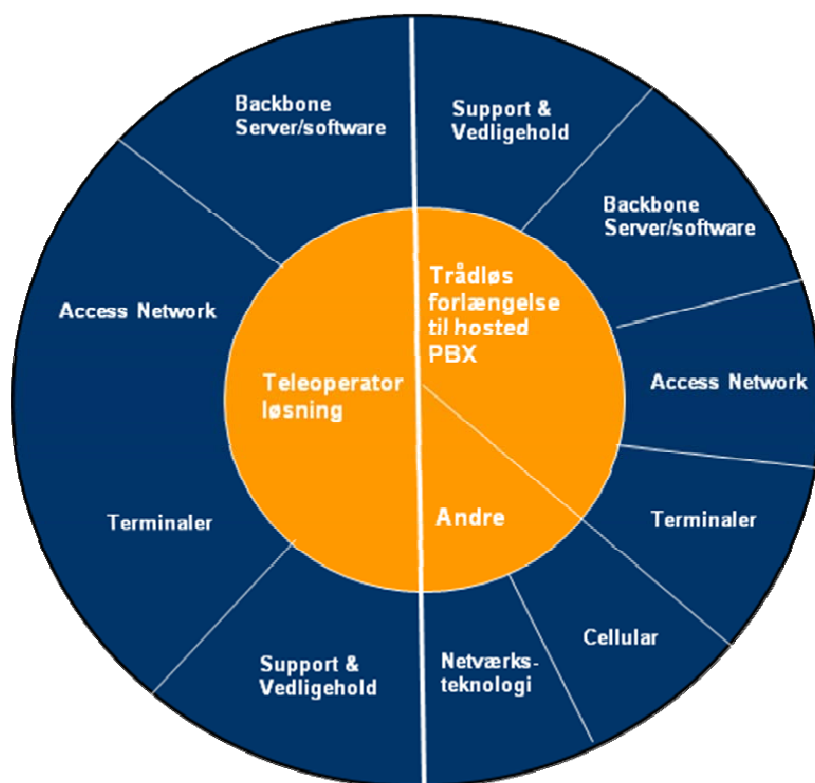 Backbone
Server/software
Support &
Vedligehold
Backbone
Server/software
Access Network
Trådløs
forlængelse
til hosted
PBX
Teleoperator
løsning
Access Network
Terminaler
Andre
Terminaler
Support &
Vedligehold
Netværks-
teknologi
Cellular